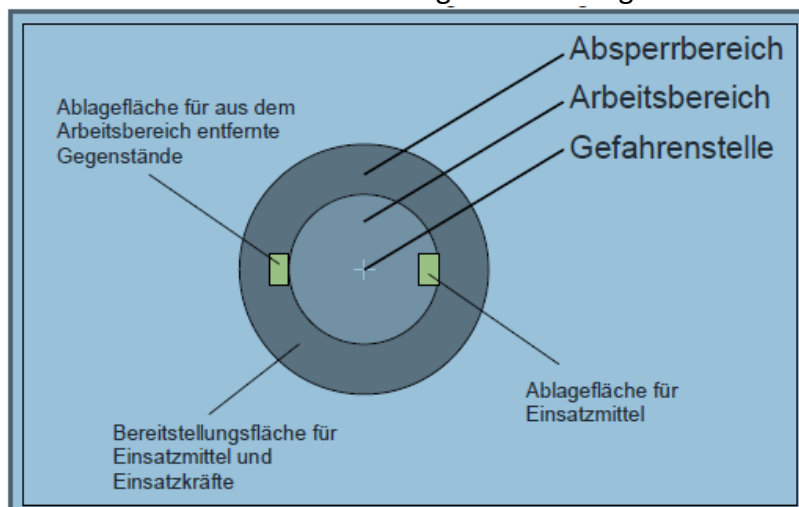 Absperrbereich
Arbeitsbereich
Gefahrenstelle
Ablagefläche für aus dem
Arbeitsbereich entfernte
Gegenstände
Ablagefläche für
Einsatzmittel
Bereitstellungsfläche für
Einsatzmittel und
Einsatzkräfte